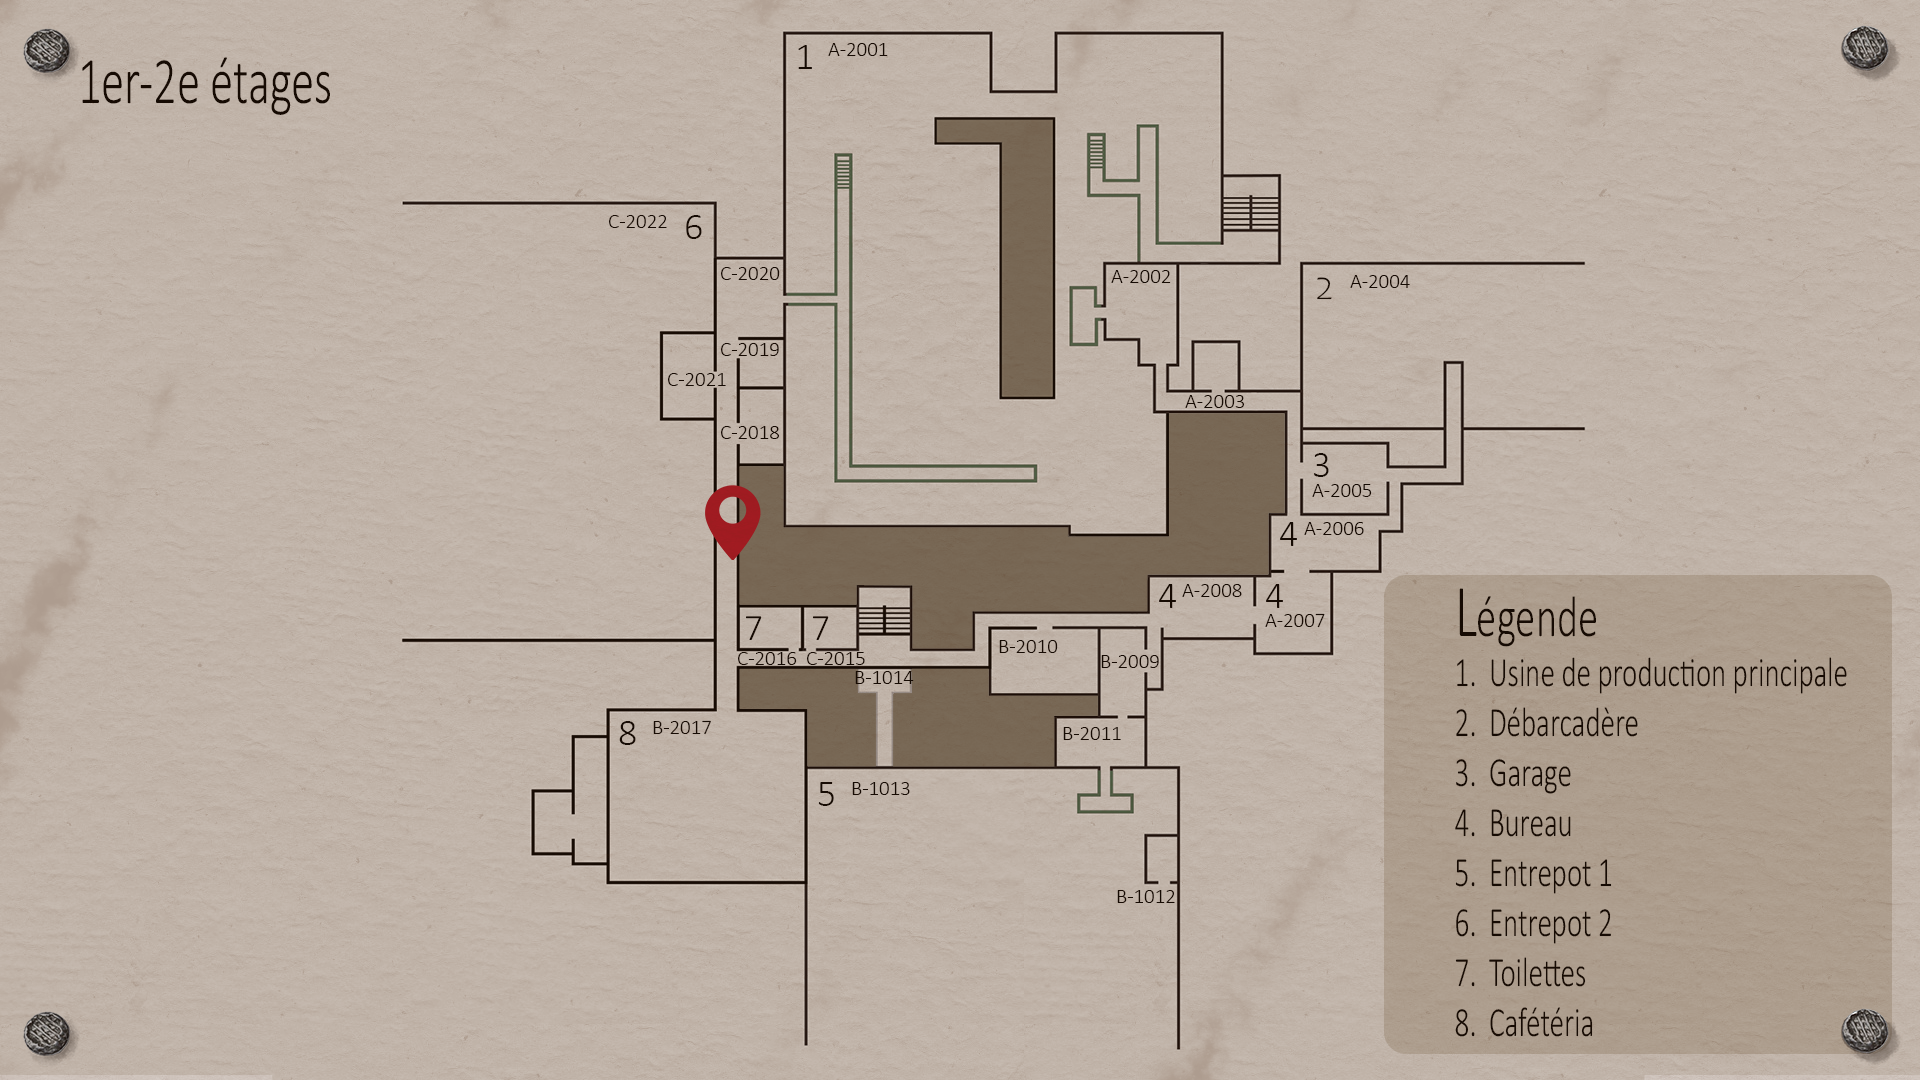 1er-2e étages
1 A-2001
C-2022 6
C-2020
A-2002
2 A-2004
C-2019
C-2021
A-2003
C-2018
3
A-2005
4 A-2006
4 A-2008
4
A-2007
7
7
C-2016 C-2015
B-2010
B-2009
B-1014
8 B-2017
B-2011
5 B-1013
B-1012
Légende
1. Usine de production principale
2. Débarcadère
3. Garage
4. Bureau
5. Entrepot 1
6. Entrepot 2
7. Toilettes
8. Cafétéria